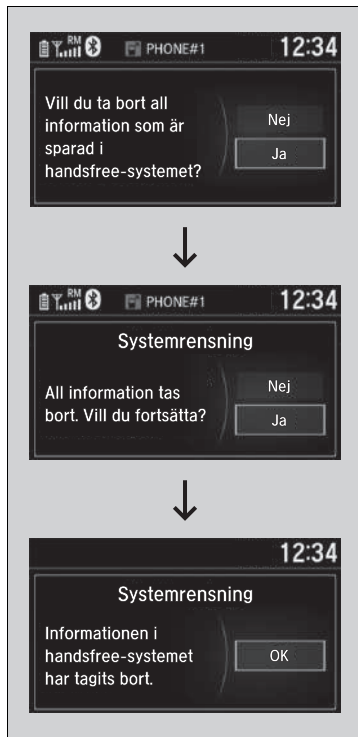 RM PHONE#1 12:34
Vill du ta bort all
information som är
sparad i
handsfree-systemet?
Nej
Ja
RM PHONE#1 12:34
Systemrensning
All information tas
bort. Vill du fortsätta?
Nej
Ja
12:34
Systemrensning
Informationen i
handsfree-systemet
har tagits bort.
OK